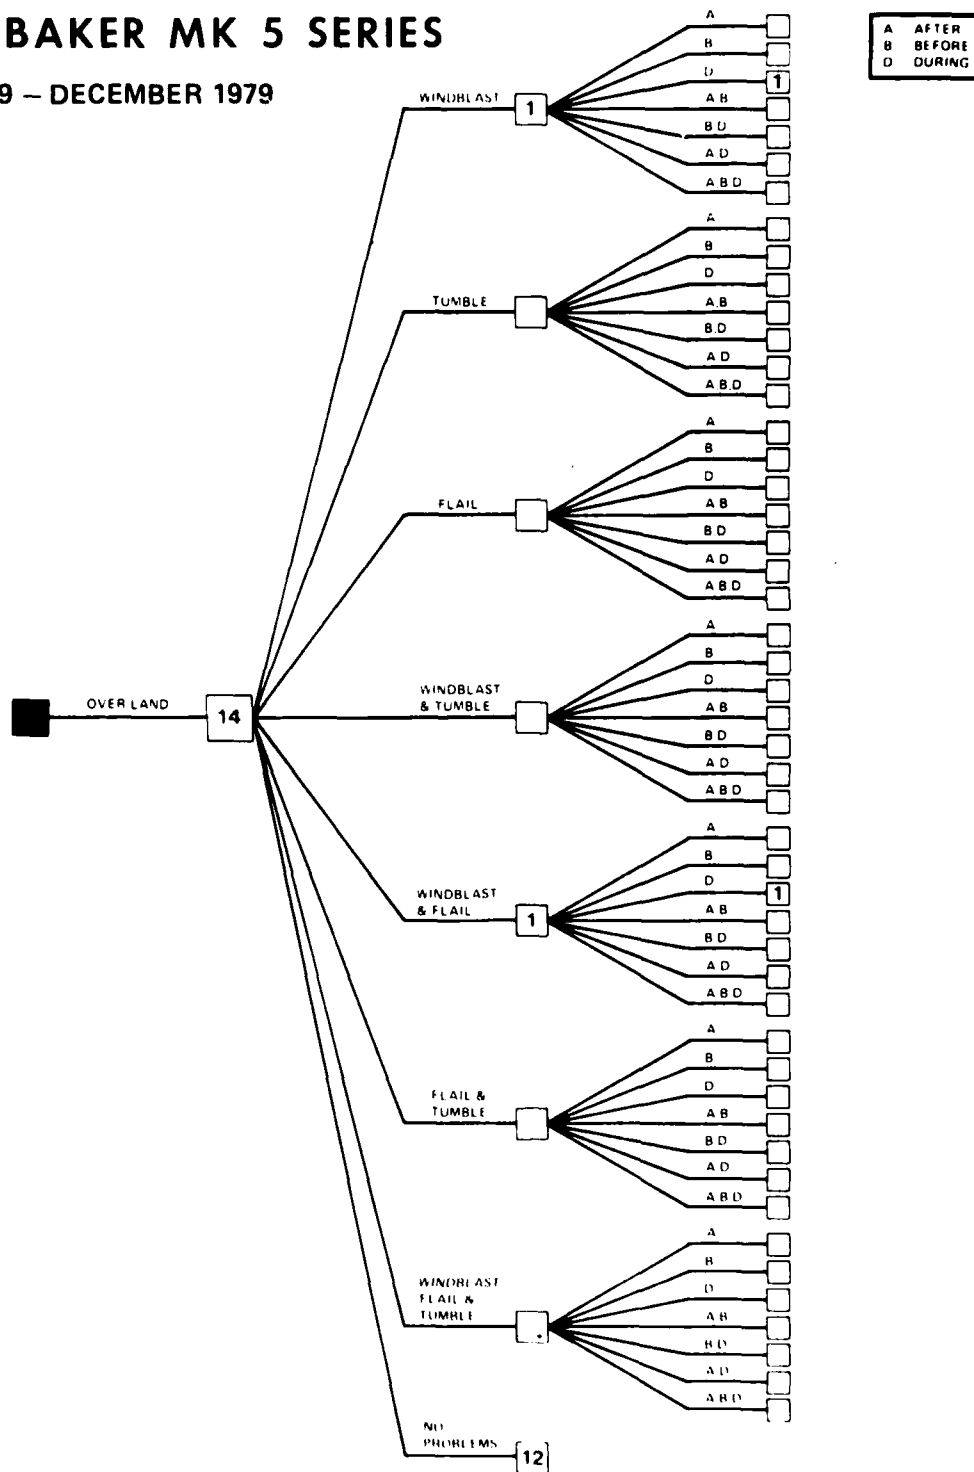 BAKER MK 5 SERIES
9 – DECEMBER 1979
A AFTER
B BEFORE
D DURING
WINDBLAST
1
A
B
D
1
A B
B D
A.D
A.B D
TUMBLE
A
B
D
A.B
B.D
A D
A.B.D
FLAIL
A
B
D
A B
B D
A D
A B D
OVER LAND
14
WINDBLAST
& TUMBLE
A
B
D
A B
B D
A D
A B D
WINDBLAST
& FLAIL
1
A
B
D
1
A B
B D
A D
A B D
FLAIL &
TUMBLE
A
B
D
A B
B D
A D
A B D
WINDBLAST
FLAIL &
TUMBLE
A
B
D
A B
B D
A D
A B D
NO
PROBLEMS
12